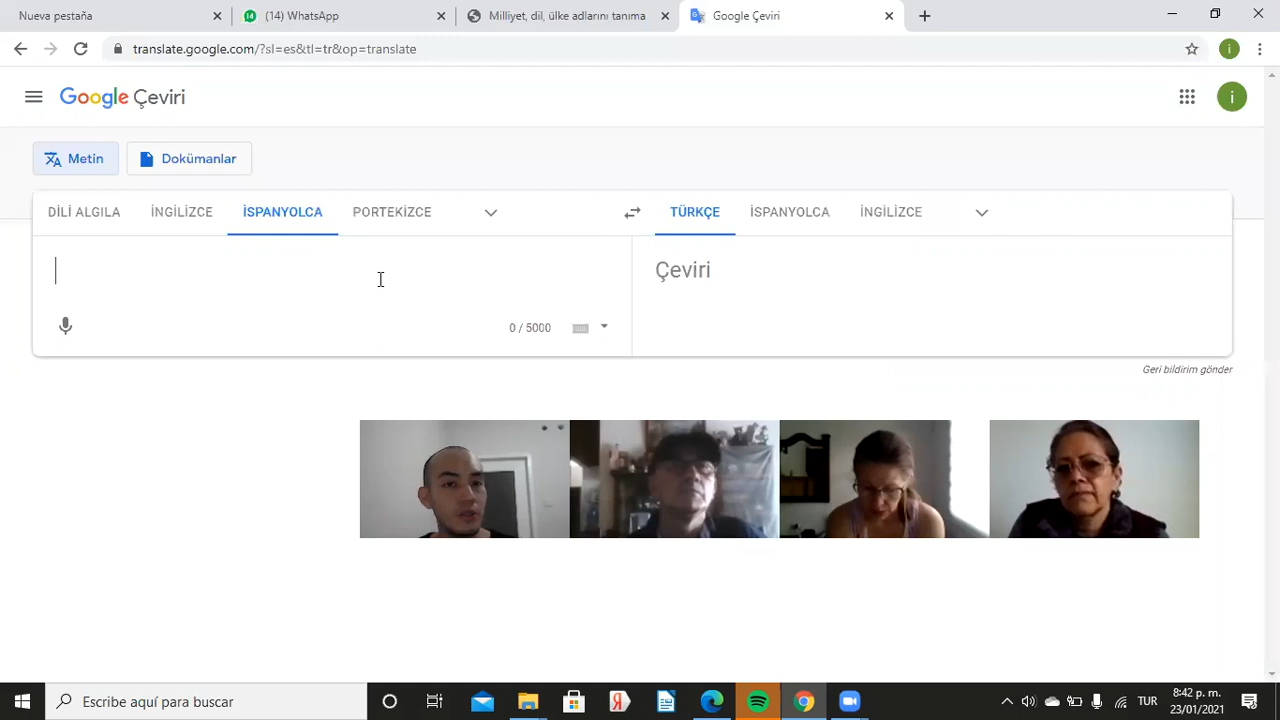 Nueva pestaña
(14) WhatsApp
Milliyet, dil, ülke adlarını tanıma
Google Çeviri
translate.google.com/?sl=es&tl=tr&op=translate
i
Google Çeviri
i
Metin
Dokümanlar
DİLİ ALGILA
İNGİLİZCE
İSPANYOLCA
PORTEKİZCE
TÜRKÇE
İSPANYOLCA
İNGİLİZCE
Çeviri
0 / 5000
Geri bildirim gönder
Escribe aquí para buscar
TUR
8:42 p. m.
23/01/2021